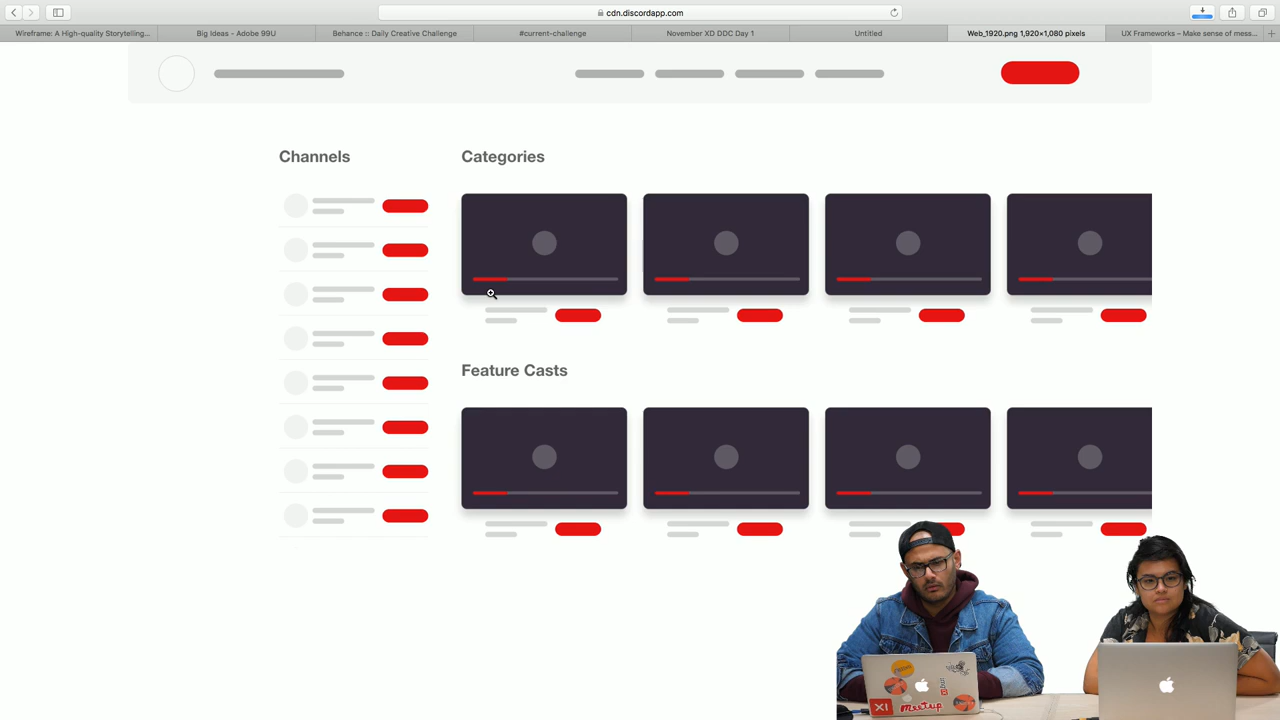 cdn.discordapp.com
Wireframe: A High-quality Storytelling...
Big Ideas - Adobe 99U
Behance :: Daily Creative Challenge
#current-challenge
November XD DDC Day 1
Untitled
Web_1920.png 1,920×1,080 pixels
UX Frameworks – Make sense of mess...
Channels
Categories
Feature Casts
XI
Meetup